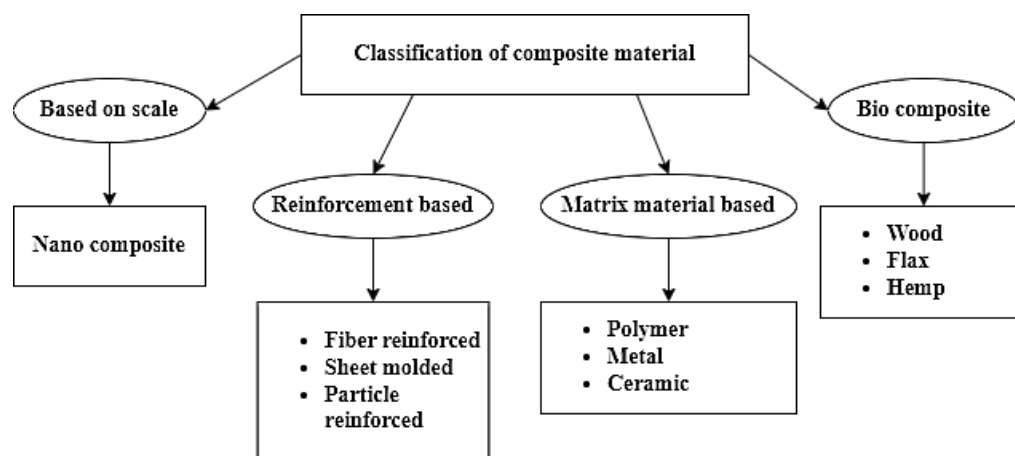 Classification of composite material
Based on scale
Bio composite
Reinforcement based
Matrix material based
Nano composite
• Wood
• Flax
• Hemp
• Fiber reinforced
• Sheet molded
• Particle
reinforced
• Polymer
• Metal
• Ceramic